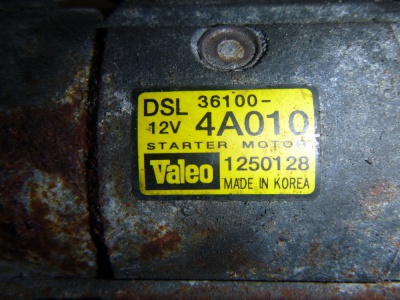 DSL 36100-
12V 4A010
STARTER MOTOR
Valeo 1250128
MADE IN KOREA